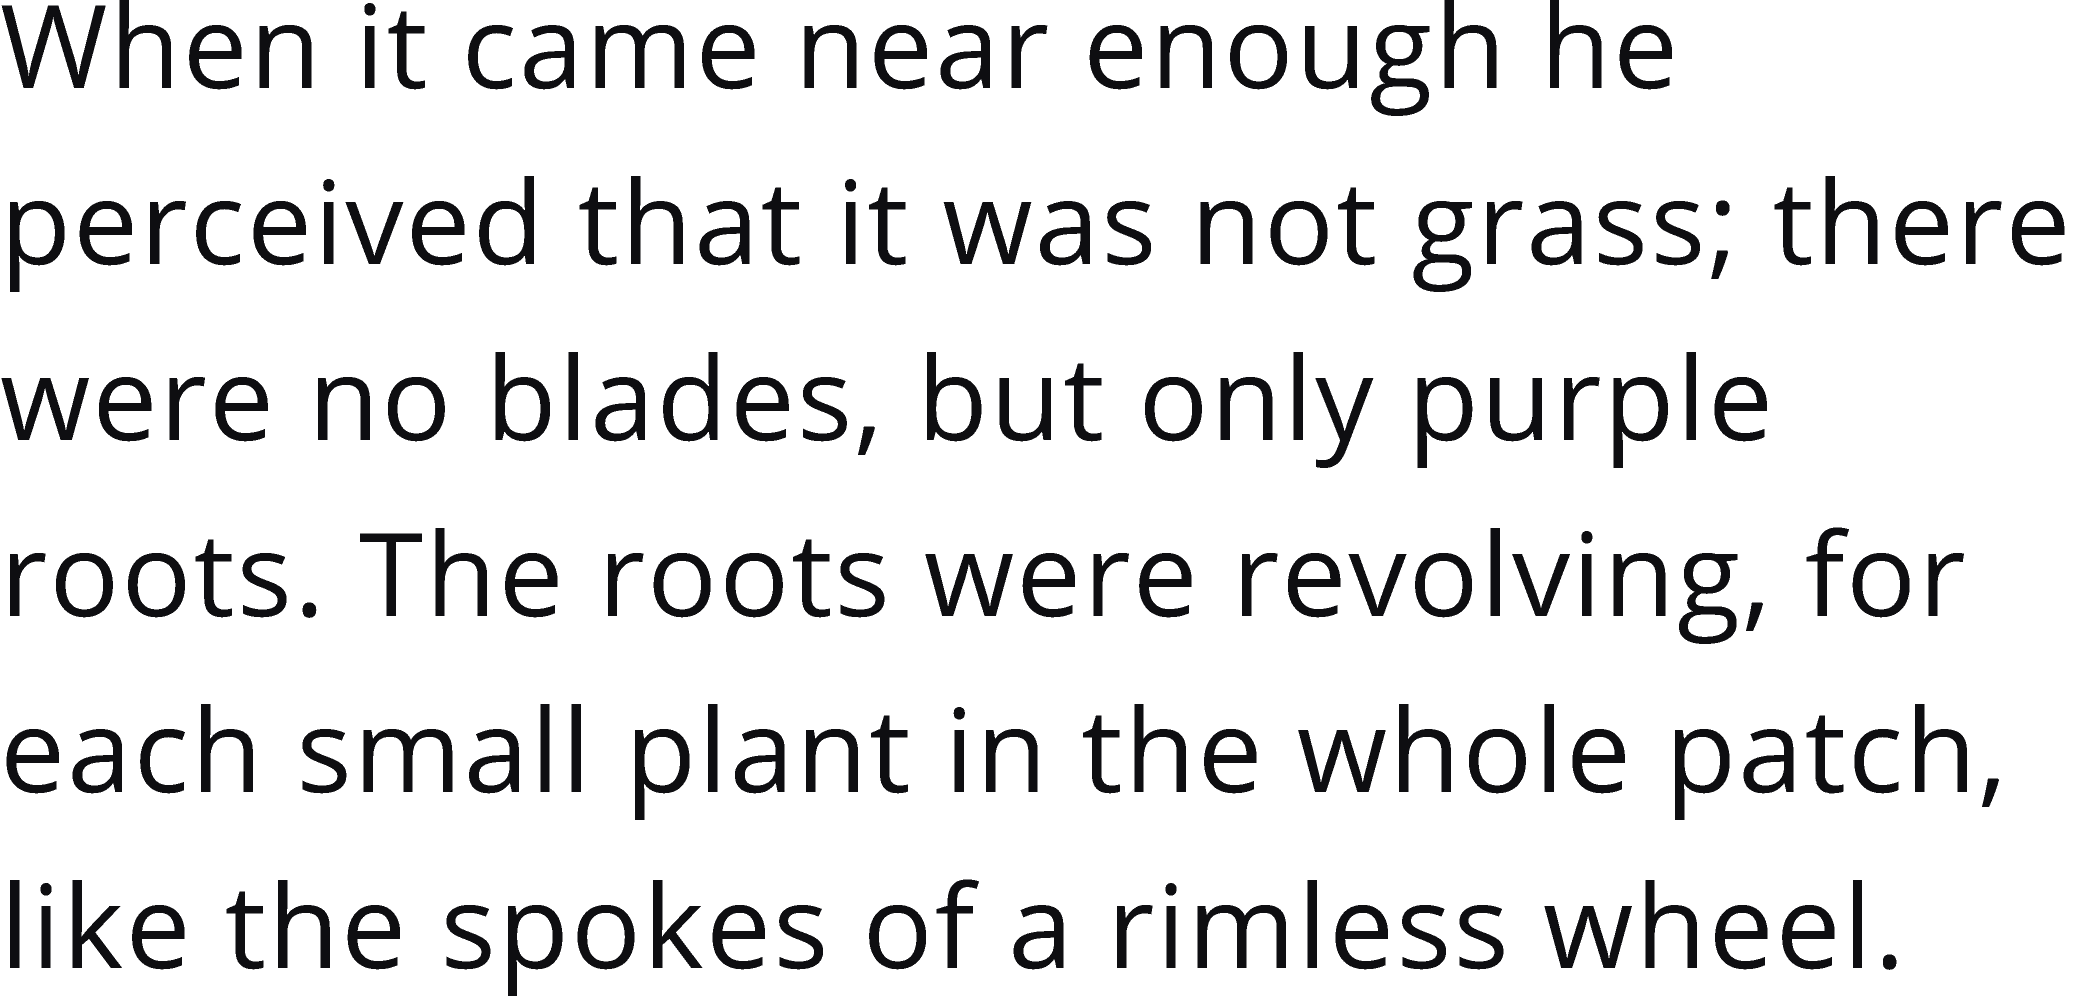 When it came near enough he
perceived that it was not grass; there
were no blades, but only purple
roots. The roots were revolving, for
each small plant in the whole patch,
like the spokes of a rimless wheel.